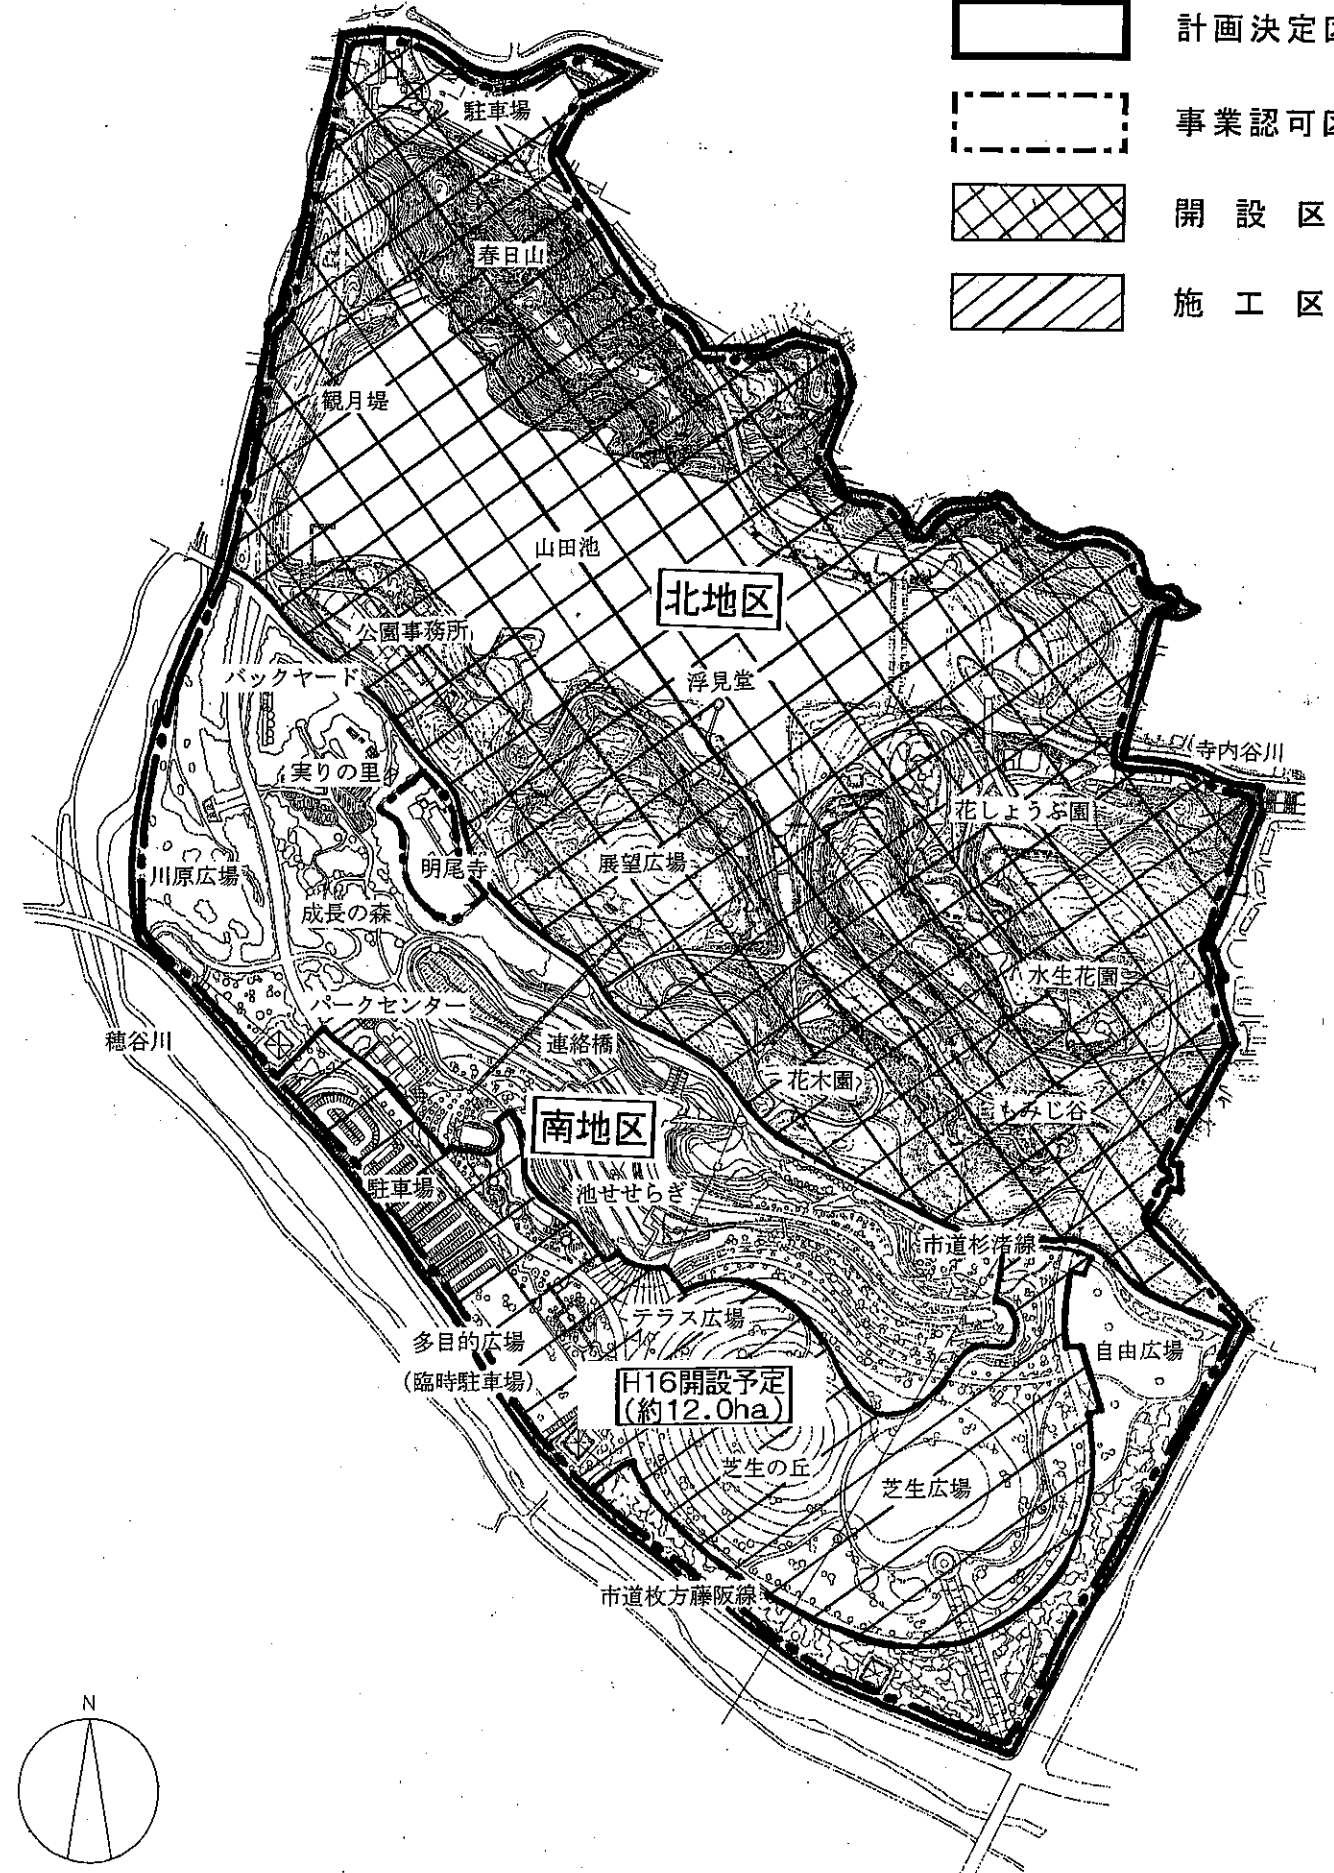 計画決定区
事業認可区
開設区
施工区
駐車場
春日山
観月堤
山田池
北地区
公園事務所
バックヤード
浮見堂
寺内谷川
実りの里
花しょうぶ園
展望広場
明尾寺
川原広場
成長の森
水生花園
パークセンター
穂谷川
連絡橋
花木園
もみじ谷
南地区
駐車場
池せせらぎ
市道杉渚線
テラス広場
多目的広場
(臨時駐車場)
自由広場
H16開設予定
(約12.0ha)
芝生の丘
芝生広場
市道枚方藤阪線
N